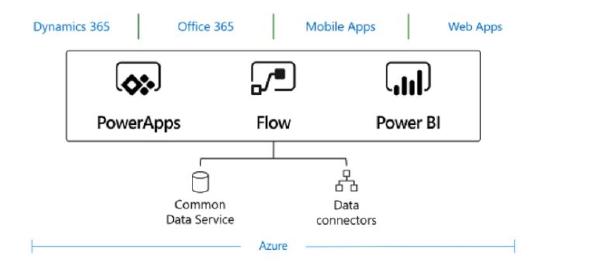 Dynamics 365 Office 365 Mobile Apps Web Apps
PowerApps Flow Power BI
Common Data
Data Service connectors
Azure